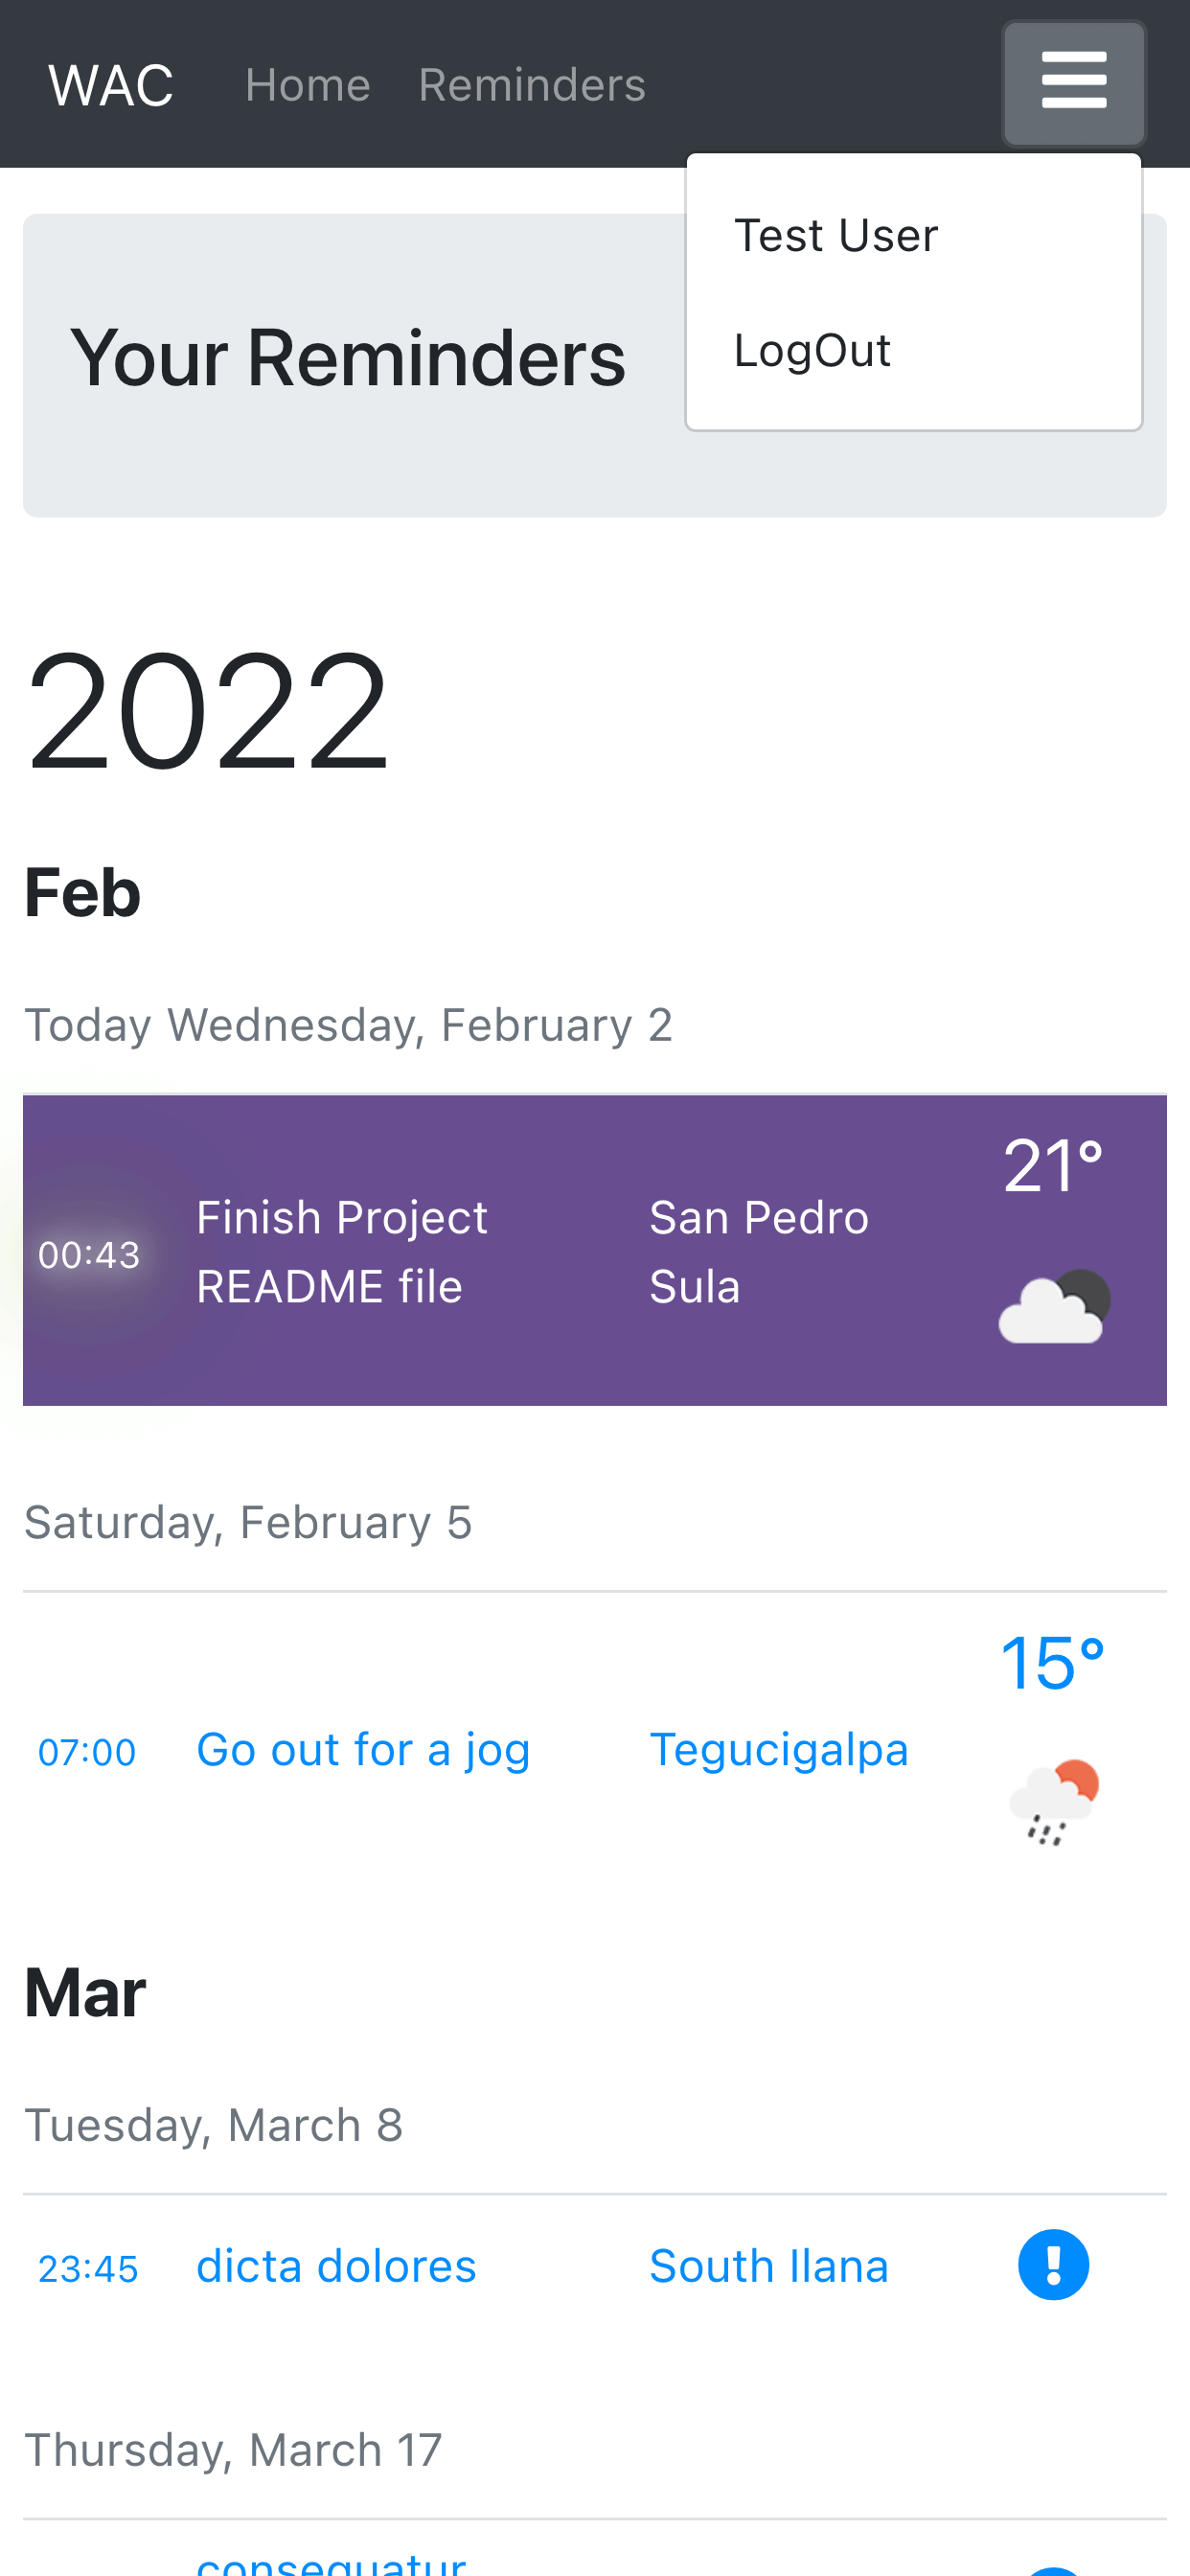 WAC Home Reminders
Test User
LogOut
Your Reminders
2022
Feb
Today Wednesday, February 2
21°
00:43 Finish Project San Pedro
README file Sula
Saturday, February 5
15°
07:00 Go out for a jog Tegucigalpa
Mar
Tuesday, March 8
23:45 dicta dolores South Ilana
Thursday, March 17
consequatur